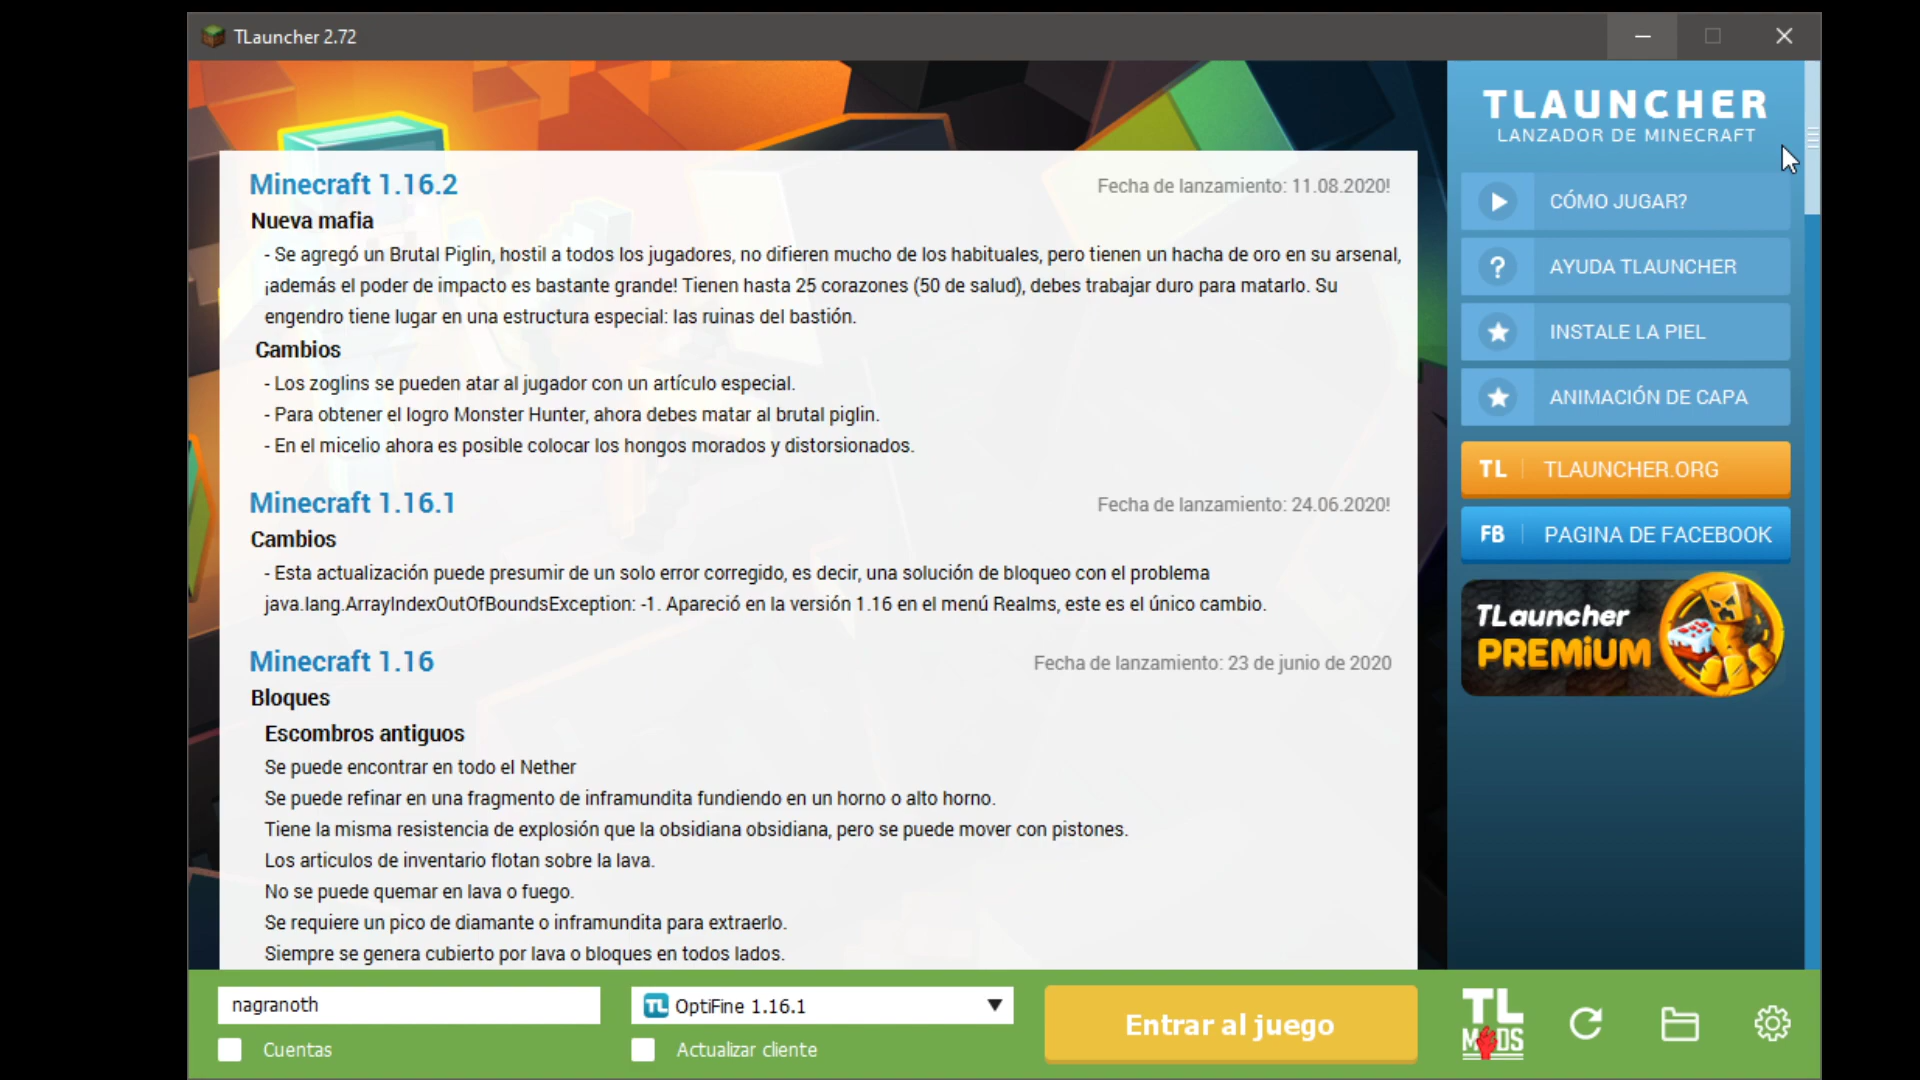 TLauncher 2.72
Minecraft 1.16.2
Fecha de lanzamiento: 11.08.2020!
Nueva mafia
- Se agregó un Brutal Piglin, hostil a todos los jugadores, no difieren mucho de los habituales, pero tienen un hacha de oro en su arsenal,
¡además el poder de impacto es bastante grande! Tienen hasta 25 corazones (50 de salud), debes trabajar duro para matarlo. Su
engendro tiene lugar en una estructura especial: las ruinas del bastión.
Cambios
- Los zoglins se pueden atar al jugador con un artículo especial.
- Para obtener el logro Monster Hunter, ahora debes matar al brutal piglin.
- En el micelio ahora es posible colocar los hongos morados y distorsionados.
Minecraft 1.16.1
Fecha de lanzamiento: 24.06.2020!
Cambios
- Esta actualización puede presumir de un solo error corregido, es decir, una solución de bloqueo con el problema
java.lang.ArrayIndexOutOfBoundsException: -1. Apareció en la versión 1.16 en el menú Realms, este es el único cambio.
Minecraft 1.16
Fecha de lanzamiento: 23 de junio de 2020
Bloques
Escombros antiguos
Se puede encontrar en todo el Nether
Se puede refinar en una fragmento de inframundita fundiendo en un horno o alto horno.
Tiene la misma resistencia de explosión que la obsidiana obsidiana, pero se puede mover con pistones.
Los articulos de inventario flotan sobre la lava.
No se puede quemar en lava o fuego.
Se requiere un pico de diamante o inframundita para extraerlo.
Siempre se genera cubierto por lava o bloques en todos lados.
TLAUNCHER
LANZADOR DE MINECRAFT
CÓMO JUGAR?
? AYUDA TLAUNCHER
INSTALE LA PIEL
ANIMACIÓN DE CAPA
TL TLAUNCHER.ORG
FB PAGINA DE FACEBOOK
TLauncher
PREMiUM
nagranoth
Cuentas
TL OptiFine 1.16.1
Actualizar cliente
Entrar al juego
TL
MODS